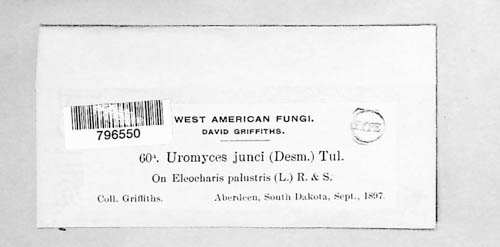 WEST AMERICAN FUNGI.
DAVID GRIFFITHS.
796550
60a. Uromyces junci (Desm.) Tul.
On Eleocharis palustris (L.) R. & S.
Coll. Griffiths. Aberdeen, South Dakota, Sept., 1897.